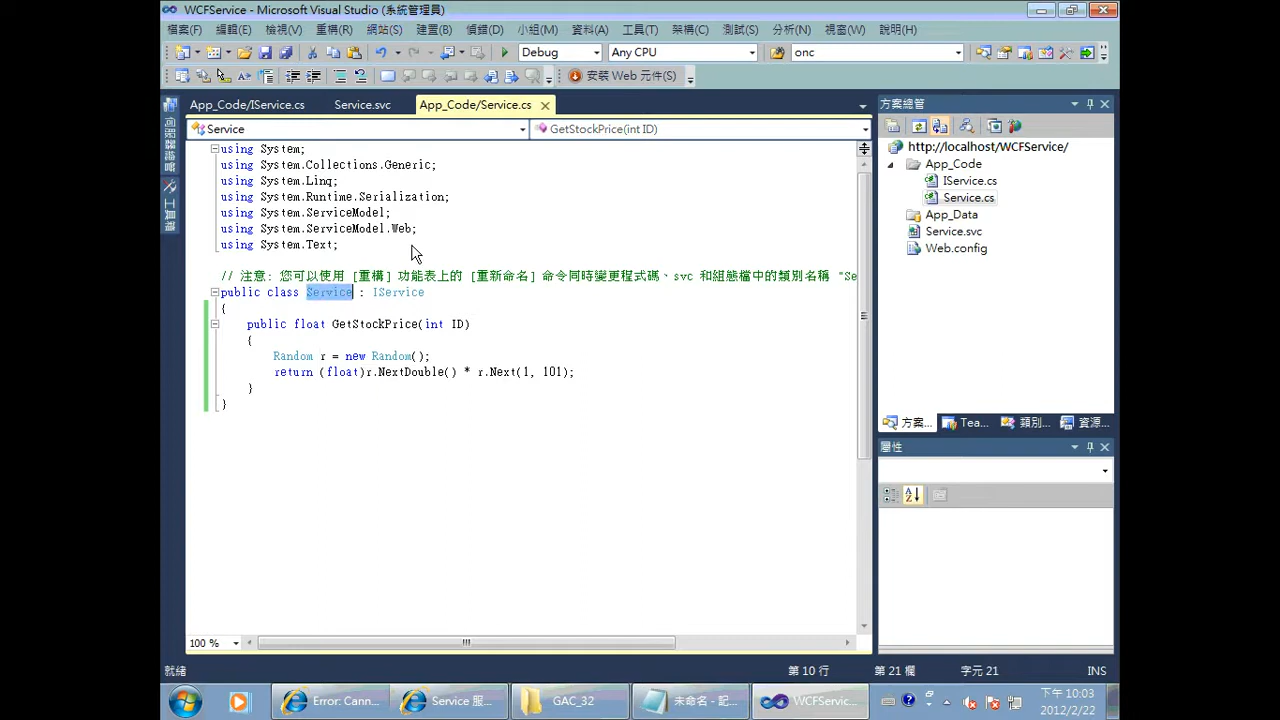 WCFService - Microsoft Visual Studio (系統管理員)
檔案(F) 編輯(E) 檢視(V) 重構(R) 網站(S) 建置(B) 偵錯(D) 小組(M) 資料(A) 工具(T) 架構(C) 測試(S) 分析(N) 視窗(W) 說明(H)
Debug Any CPU onc
安裝 Web 元件(S)
App_Code/IService.cs Service.svc App_Code/Service.cs
方案總管
Service GetStockPrice(int ID)
伺服器總管
工具箱
using System;
using System.Collections.Generic;
using System.Linq;
using System.Runtime.Serialization;
using System.ServiceModel;
using System.ServiceModel.Web;
using System.Text;
// 注意: 您可以使用 [重構] 功能表上的 [重新命名] 命令同時變更程式碼、svc 和組態檔中的類別名稱 "Se
public class Service : IService
{
public float GetStockPrice(int ID)
{
Random r = new Random();
return (float)r.NextDouble() * r.Next(1, 101);
}
}
http://localhost/WCFService/
App_Code
IService.cs
Service.cs
App_Data
Service.svc
Web.config
方案... Tea... 類別... 資源...
屬性
100 %
就緒 第 10 行 第 21 欄 字元 21 INS
Error: Cann... Service 服... GAC_32 未命名 - 記... WCFServic...
下午 10:03
2012/2/22